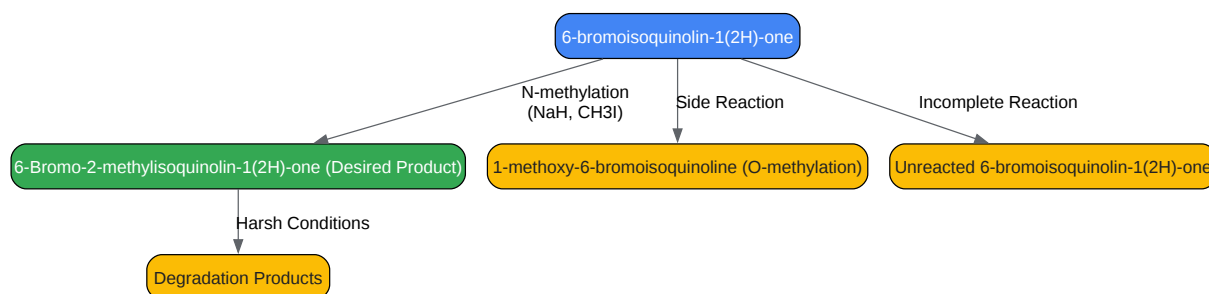 6-bromoisoquinolin-1(2H)-one
N-methylation
(NaH, CH3I)
Side Reaction
Incomplete Reaction
6-Bromo-2-methylisoquinolin-1(2H)-one (Desired Product)
1-methoxy-6-bromoisoquinoline (O-methylation)
Unreacted 6-bromoisoquinolin-1(2H)-one
Harsh Conditions
Degradation Products